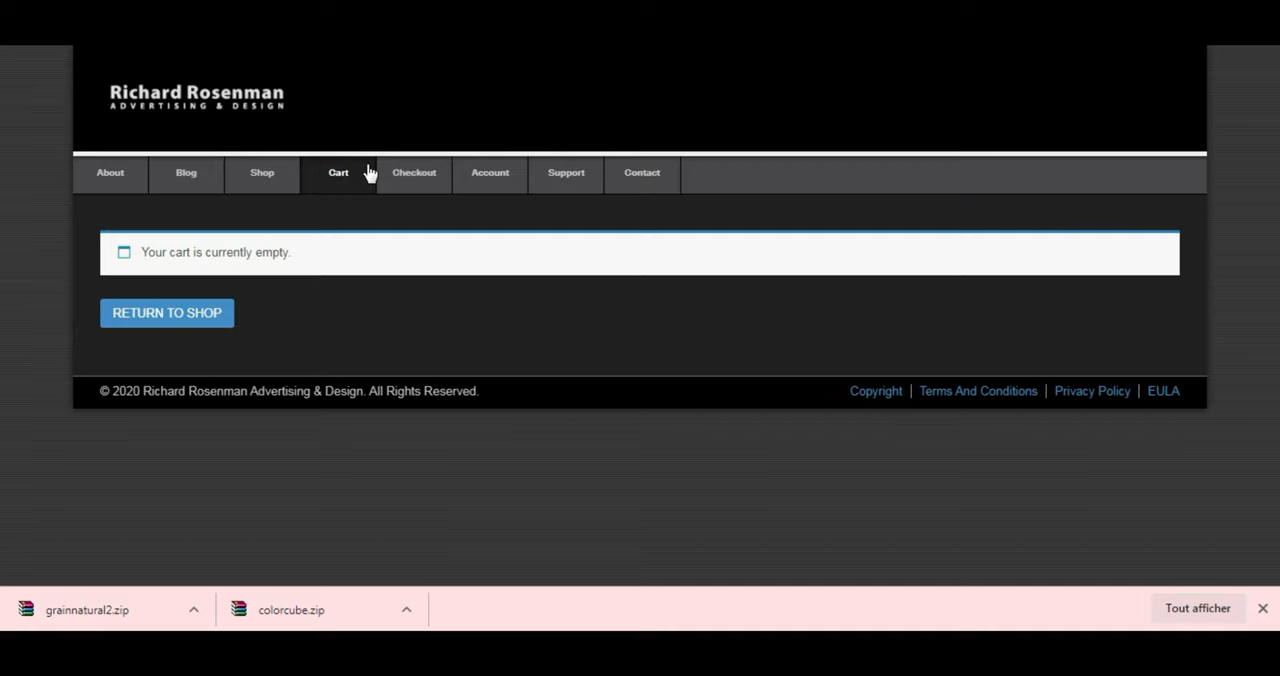 Richard Rosenman
ADVERTISING & DESIGN
About Blog Shop Cart Checkout Account Support Contact
Your cart is currently empty.
RETURN TO SHOP
© 2020 Richard Rosenman Advertising & Design. All Rights Reserved. Copyright | Terms And Conditions | Privacy Policy | EULA
grainnatural2.zip colorcube.zip Tout afficher